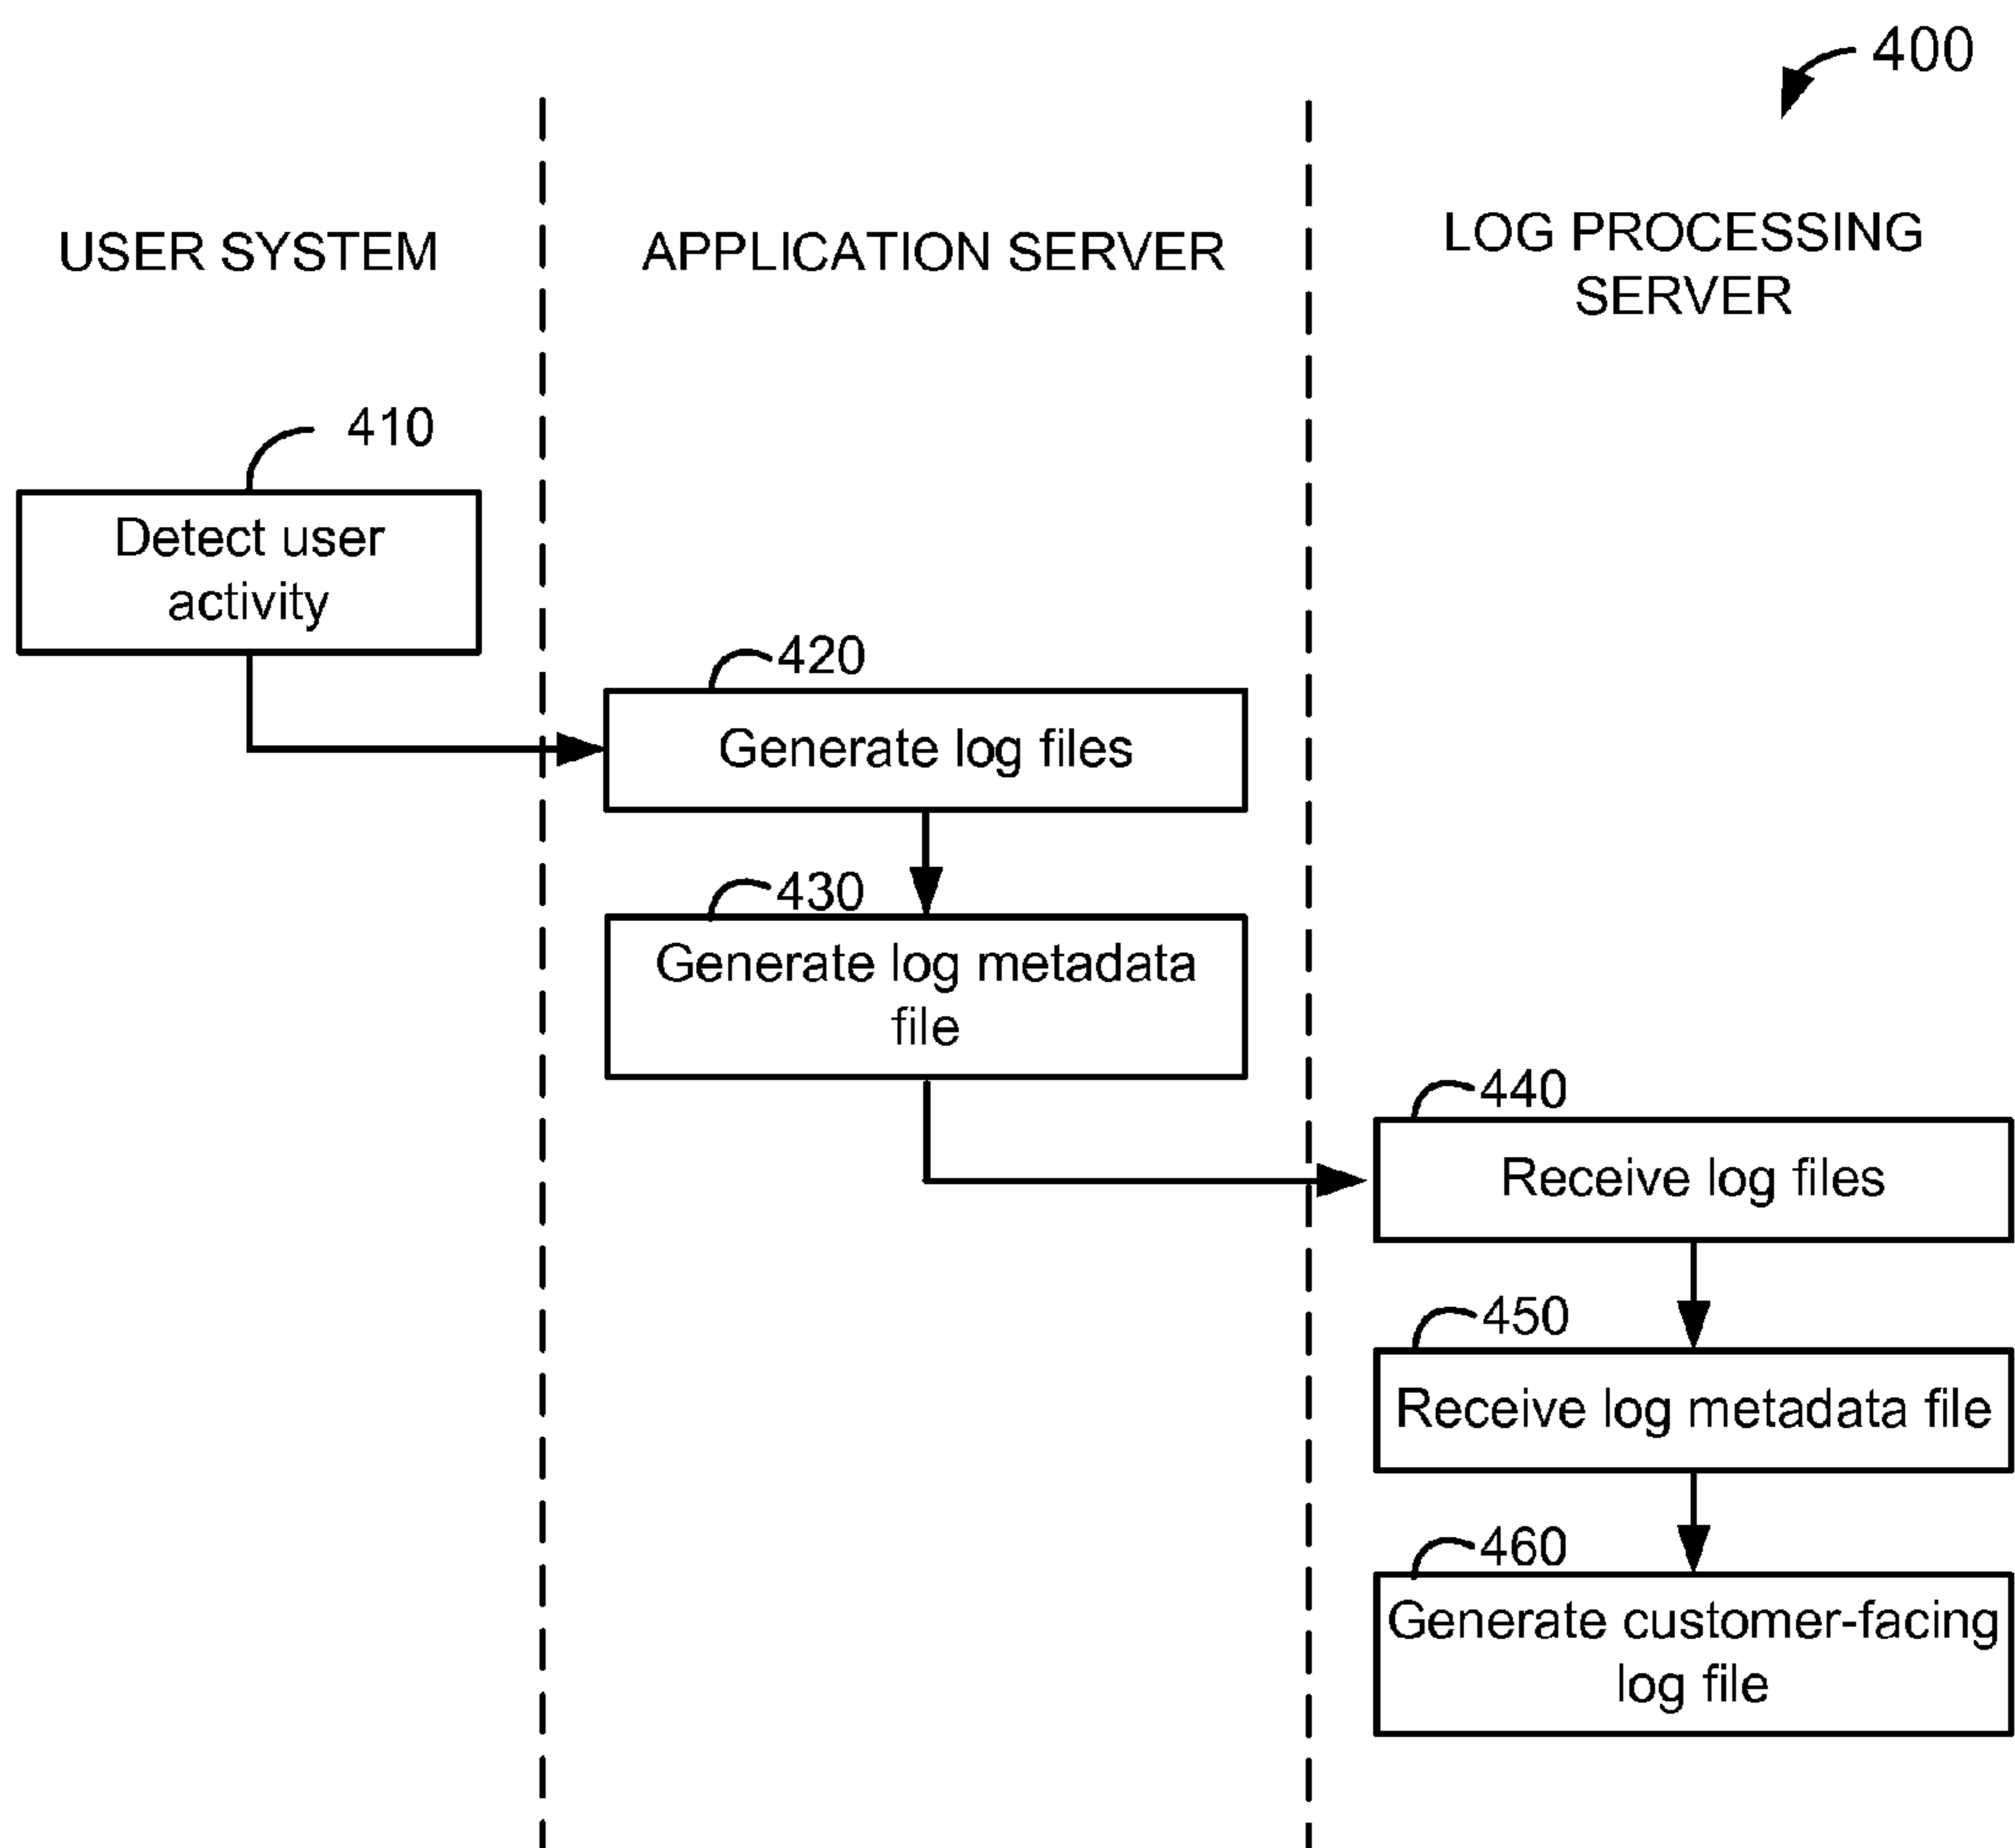 400
USER SYSTEM
APPLICATION SERVER
LOG PROCESSING
SERVER
410
Detect user
activity
420
Generate log files
430
Generate log metadata
file
440
Receive log files
450
Receive log metadata file
460
Generate customer-facing
log file